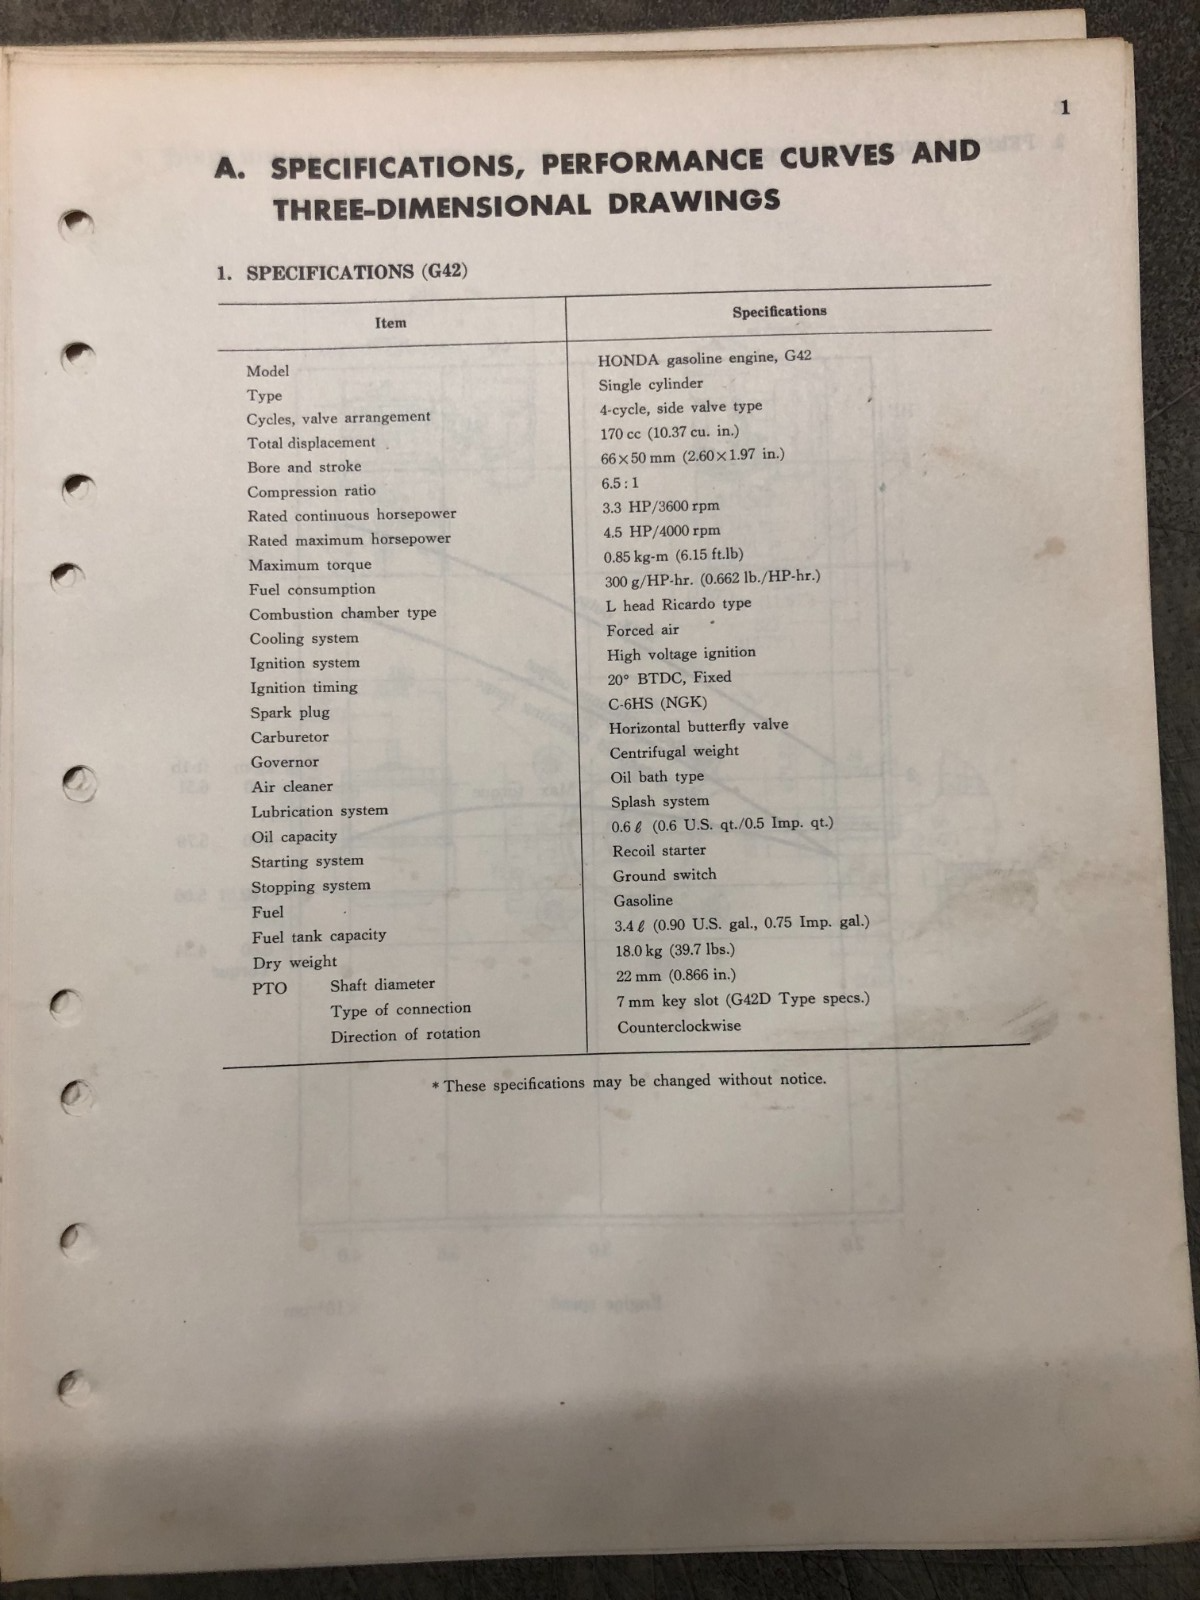 1
A. SPECIFICATIONS, PERFORMANCE CURVES AND
THREE-DIMENSIONAL DRAWINGS
1. SPECIFICATIONS (G42)
Item Specifications
Model HONDA gasoline engine, G42
Type Single cylinder
Cycles, valve arrangement 4-cycle, side valve type
Total displacement 170 cc (10.37 cu. in.)
Bore and stroke 66×50 mm (2.60×1.97 in.)
Compression ratio 6.5 : 1
Rated continuous horsepower 3.3 HP/3600 rpm
Rated maximum horsepower 4.5 HP/4000 rpm
Maximum torque 0.85 kg-m (6.15 ft.lb)
Fuel consumption 300 g/HP-hr. (0.662 lb./HP-hr.)
Combustion chamber type L head Ricardo type
Cooling system Forced air
Ignition system High voltage ignition
Ignition timing 20° BTDC, Fixed
Spark plug C-6HS (NGK)
Carburetor Horizontal butterfly valve
Governor Centrifugal weight
Air cleaner Oil bath type
Lubrication system Splash system
Oil capacity 0.6 ℓ (0.6 U.S. qt./0.5 Imp. qt.)
Starting system Recoil starter
Stopping system Ground switch
Fuel Gasoline
Fuel tank capacity 3.4 ℓ (0.90 U.S. gal., 0.75 Imp. gal.)
Dry weight 18.0 kg (39.7 lbs.)
PTO Shaft diameter 22 mm (0.866 in.)
Type of connection 7 mm key slot (G42D Type specs.)
Direction of rotation Counterclockwise
* These specifications may be changed without notice.